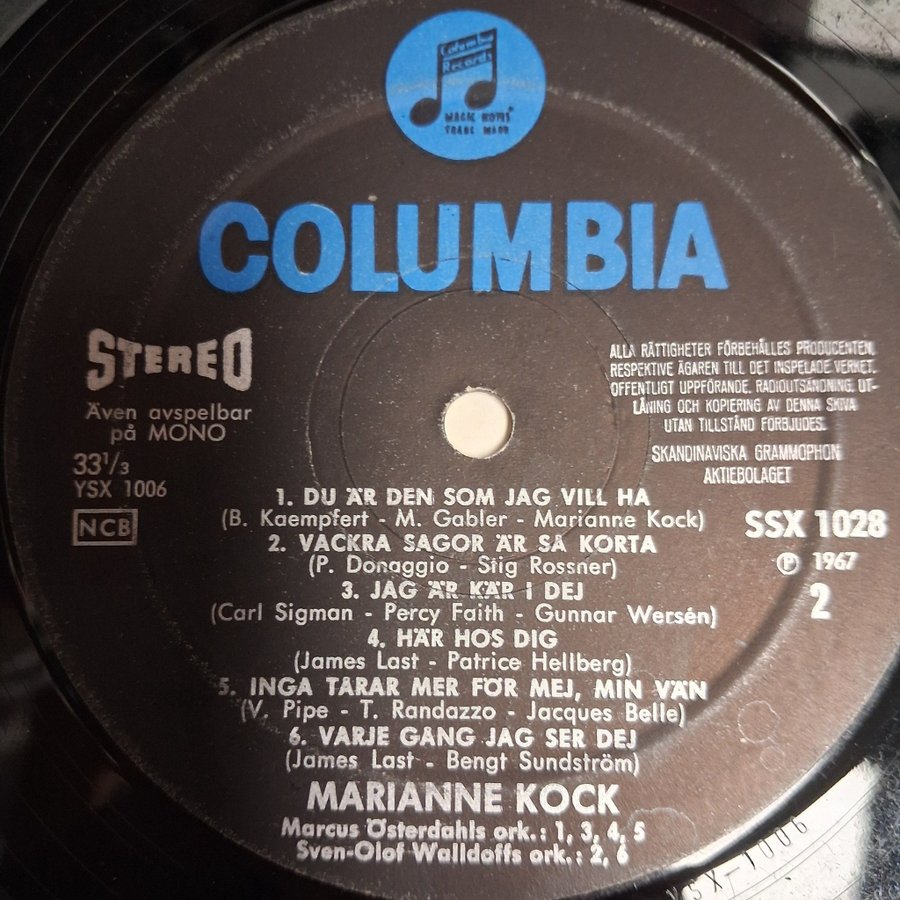 Columbia
Records
MAGIC NOTES
TRADE MARK
COLUMBIA
STEREO
Även avspelbar
på MONO
33 1/3
YSX 1006
NCB
ALLA RÄTTIGHETER FÖRBEHÅLLES PRODUCENTEN,
RESPEKTIVE ÄGAREN TILL DET INSPELADE VERKET.
OFFENTLIGT UPPFÖRANDE, RADIOUTSÄNDNING, UT-
LÅNING OCH KOPIERING AV DENNA SKIVA
UTAN TILLSTÅND FÖRBJUDES.
SKANDINAVISKA GRAMMOPHON
AKTIEBOLAGET
SSX 1028
Ⓟ 1967
2
1. DU ÄR DEN SOM JAG VILL HA
(B. Kaempfert - M. Gabler - Marianne Kock)
2. VACKRA SAGOR ÄR SÅ KORTA
(P. Donaggio - Stig Rossner)
3. JAG ÄR KÄR I DEJ
(Carl Sigman - Percy Faith - Gunnar Wersén)
4. HÄR HOS DIG
(James Last - Patrice Hellberg)
5. INGA TÅRAR MER FÖR MEJ, MIN VÄN
(V. Pipe - T. Randazzo - Jacques Belle)
6. VARJE GÅNG JAG SER DEJ
(James Last - Bengt Sundström)
MARIANNE KOCK
Marcus Österdahls ork.: 1, 3, 4, 5
Sven-Olof Walldoffs ork.: 2, 6
YSX-1006